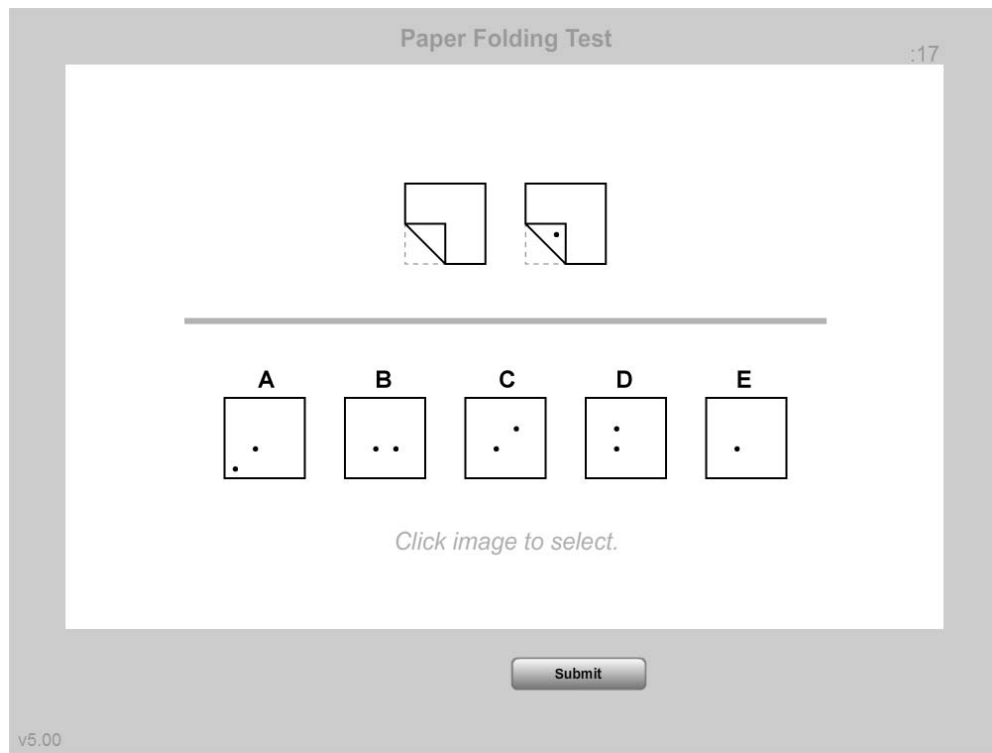 Paper Folding Test
:17
A B C D E
Click image to select.
Submit
v5.00